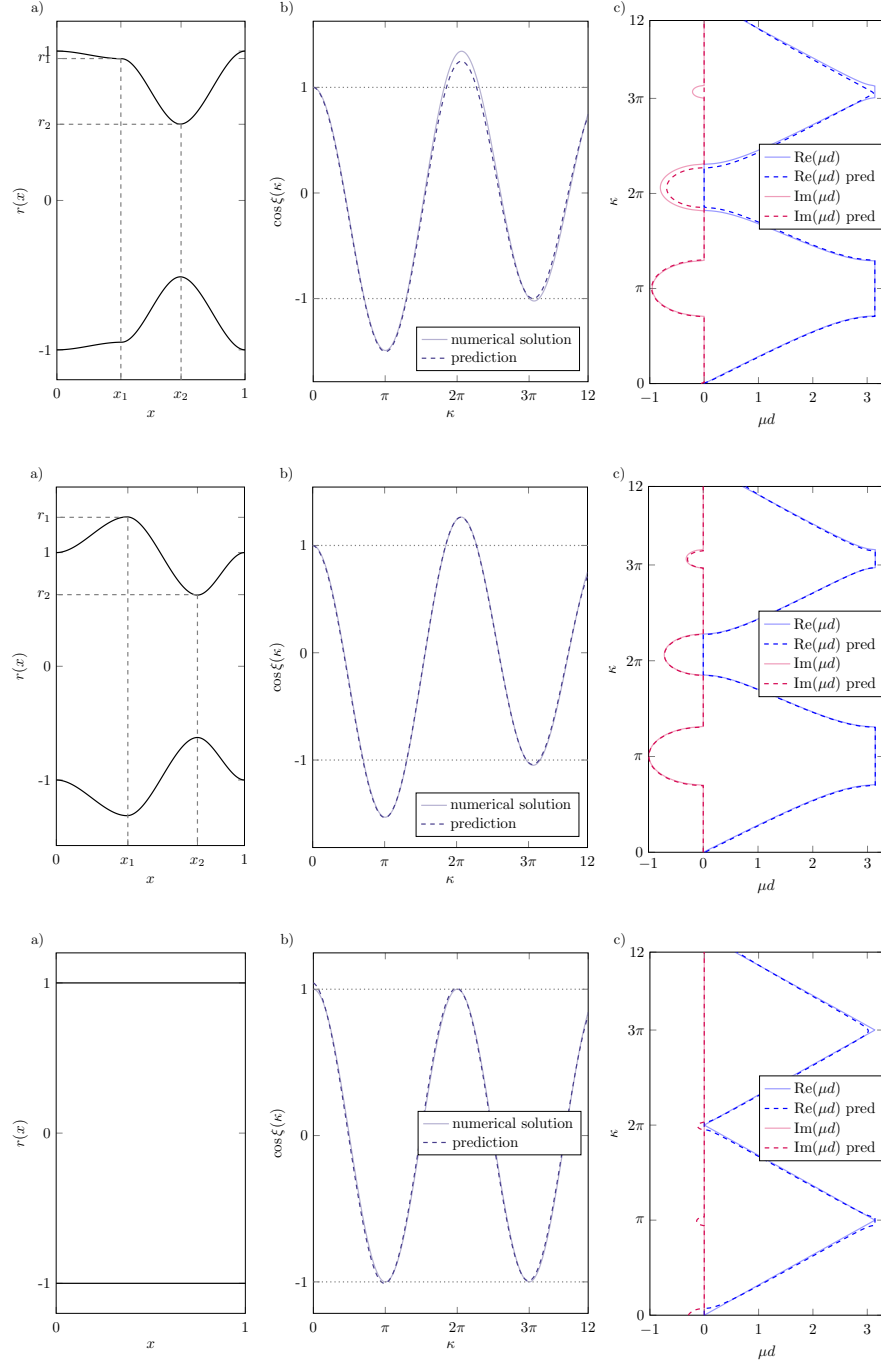 a)
1
r₁
r₂
0
-1
r(x)
0
x₁
x₂
1
x
b)
1
0
−1
cos ξ(κ)
numerical solution
prediction
0
π
2π
3π
12
κ
c)
12
3π
2π
π
0
κ
Re(μd)
Re(μd) pred
Im(μd)
Im(μd) pred
−1
0
1
2
3
μd
a)
r₁
1
r₂
0
-1
r(x)
0
x₁
x₂
1
x
b)
1
0
−1
cos ξ(κ)
numerical solution
prediction
0
π
2π
3π
12
κ
c)
12
3π
2π
π
0
κ
Re(μd)
Re(μd) pred
Im(μd)
Im(μd) pred
−1
0
1
2
3
μd
a)
1
0
-1
r(x)
0
1
x
b)
1
0
−1
cos ξ(κ)
numerical solution
prediction
0
π
2π
3π
12
κ
c)
12
3π
2π
π
0
κ
Re(μd)
Re(μd) pred
Im(μd)
Im(μd) pred
−1
0
1
2
3
μd